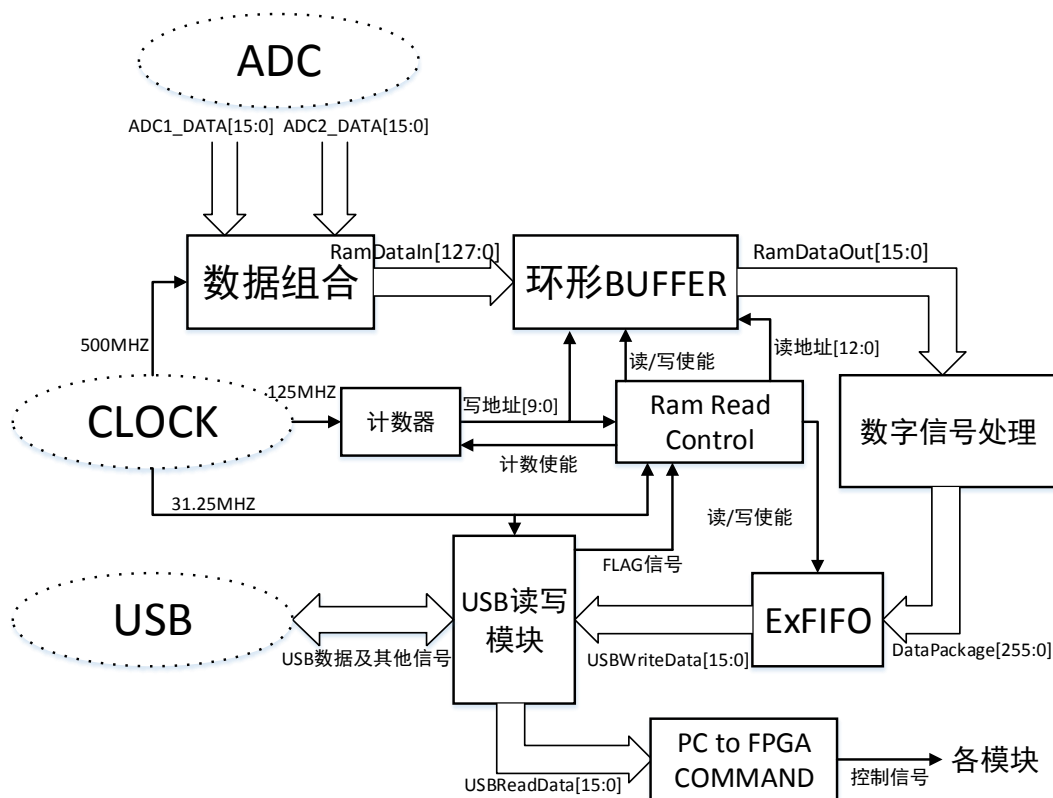 ADC
ADC1_DATA[15:0]
ADC2_DATA[15:0]
数据组合
RamDataIn[127:0]
环形BUFFER
RamDataOut[15:0]
500MHZ
读/写使能
读地址[12:0]
CLOCK
125MHZ
计数器
写地址[9:0]
Ram Read
Control
数字信号处理
计数使能
31.25MHZ
读/写使能
FLAG信号
USB
USB数据及其他信号
USB读写
模块
USBWriteData[15:0]
ExFIFO
DataPackage[255:0]
USBReadData[15:0]
PC to FPGA
COMMAND
控制信号
各模块